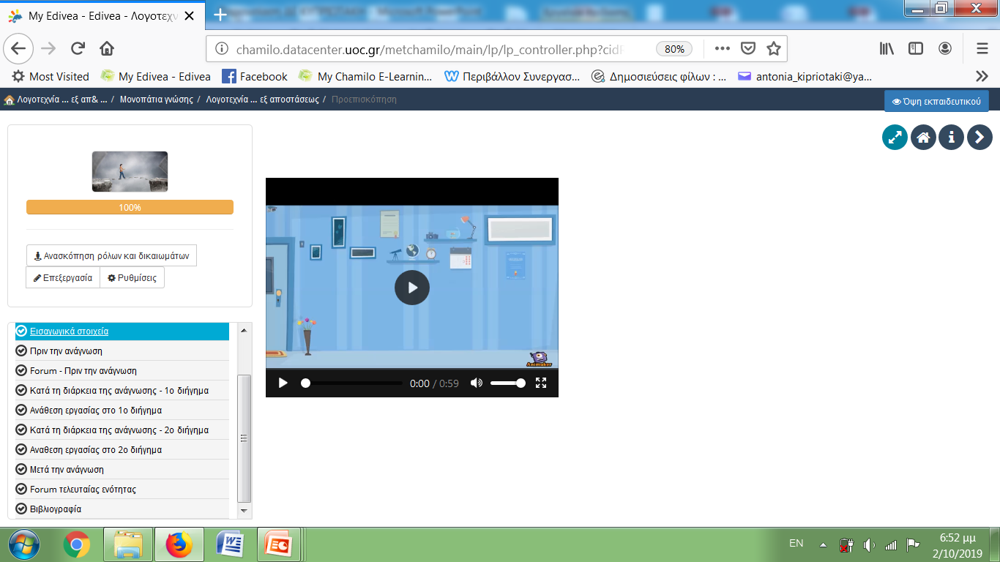 My Edivea - Edivea - Λογοτεχν
chamilo.datacenter.uoc.gr/metchamilo/main/lp/lp_controller.php?cid
80%
Most Visited
My Edivea - Edivea
Facebook
My Chamilo E-Learnin...
Περιβάλλον Συνεργασ...
Δημοσιεύσεις φίλων : ...
antonia_kipriotaki@ya...
Λογοτεχνία ... εξ απ& ... / Μονοπάτια γνώσης / Λογοτεχνία ... εξ αποστάσεως / Προεπισκόπηση
Όψη εκπαιδευτικού
100%
Ανασκόπηση ρόλων και δικαιωμάτων
Επεξεργασία
Ρυθμίσεις
Εισαγωγικά στοιχεία
Πριν την ανάγνωση
Forum - Πριν την ανάγνωση
Κατά τη διάρκεια της ανάγνωσης - 1ο διήγημα
Ανάθεση εργασίας στο 1ο διήγημα
Κατά τη διάρκεια της ανάγνωσης - 2ο διήγημα
Αναθεση εργασίας στο 2ο διήγημα
Μετά την ανάγνωση
Forum τελευταίας ενότητας
Βιβλιογραφία
Animaker
0:00 / 0:59
EN
6:52 μμ
2/10/2019